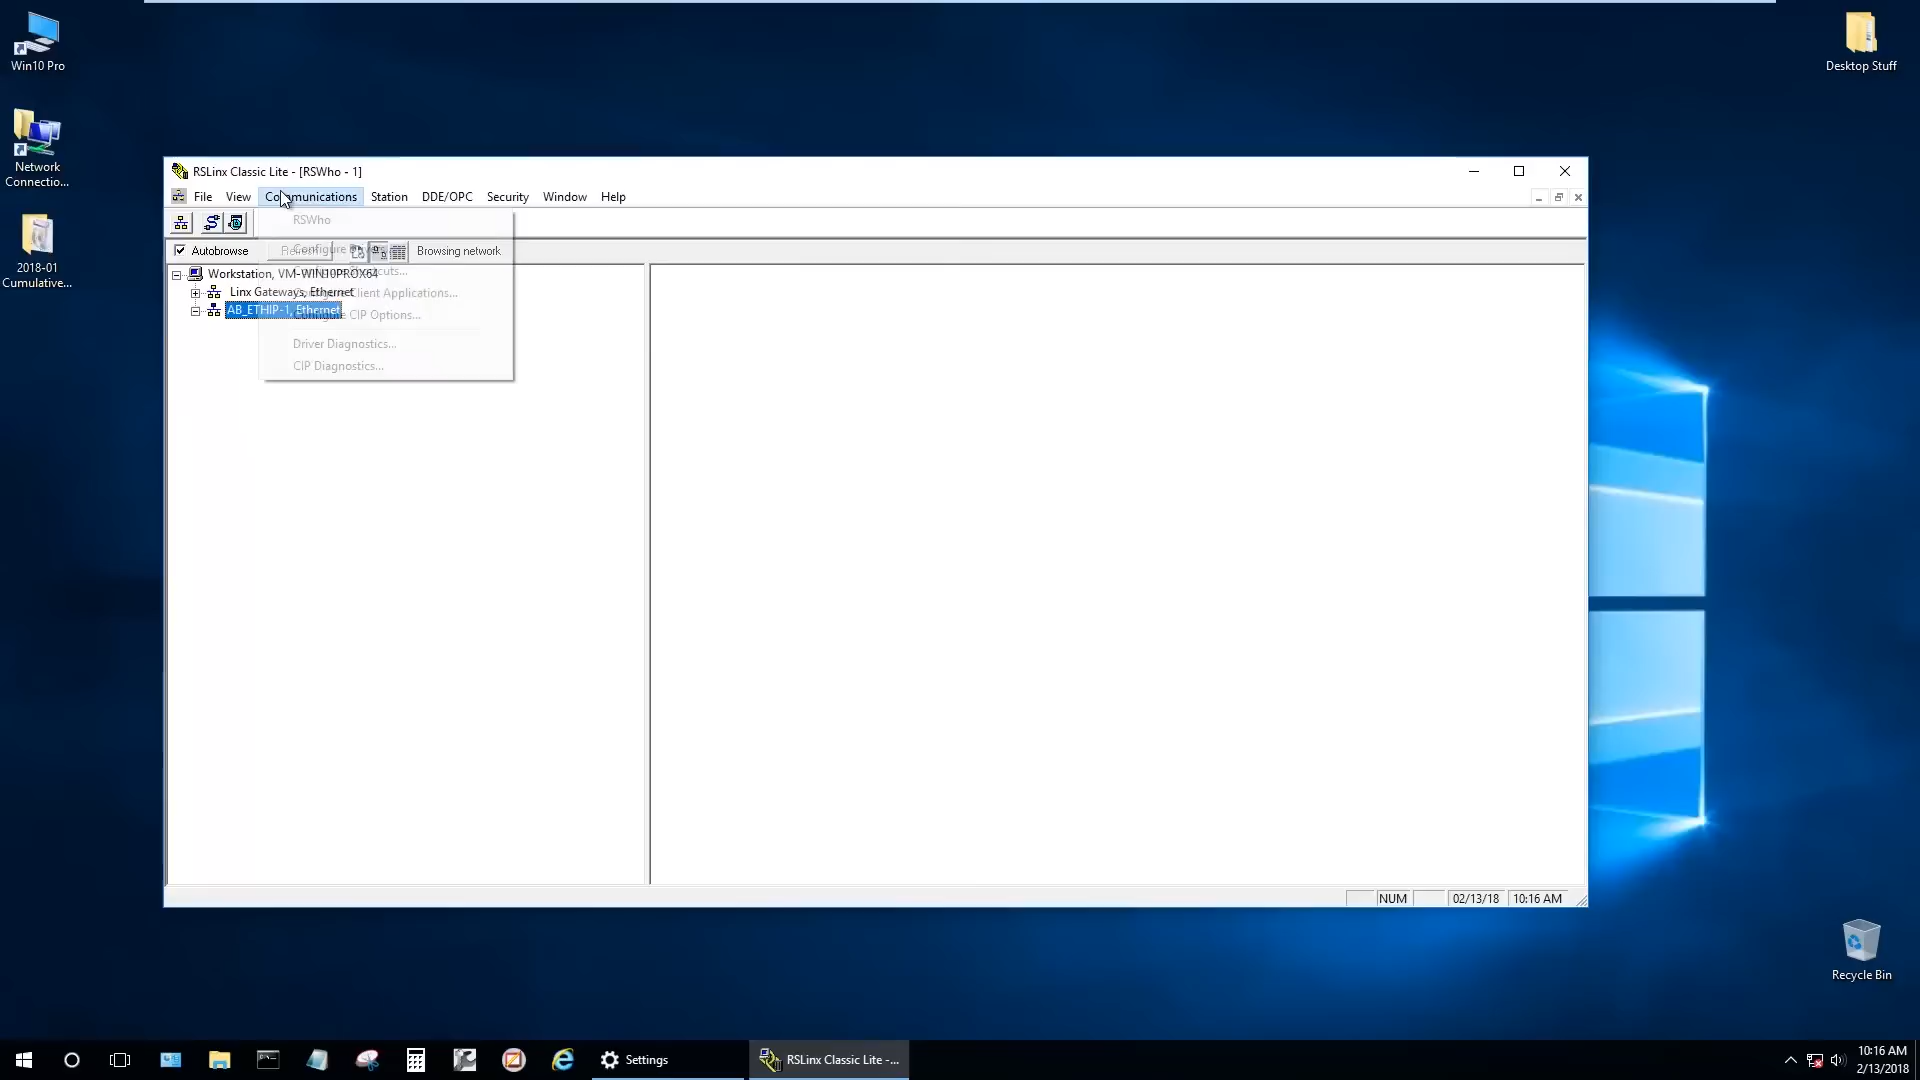 Win10 Pro
Network
Connectio...
2018-01
Cumulative...
Desktop Stuff
Recycle Bin
RSLinx Classic Lite - [RSWho - 1]
File View Communications Station DDE/OPC Security Window Help
RSWho
Configure
Autobrowse Browsing network
Workstation, VM-WIN10PROX64
Linx Gateways, Ethernet
Client Applications...
AB_ETHIP-1, Ethernet
CIP Options...
Driver Diagnostics...
CIP Diagnostics...
NUM 02/13/18 10:16 AM
Settings
RSLinx Classic Lite -...
10:16 AM
2/13/2018